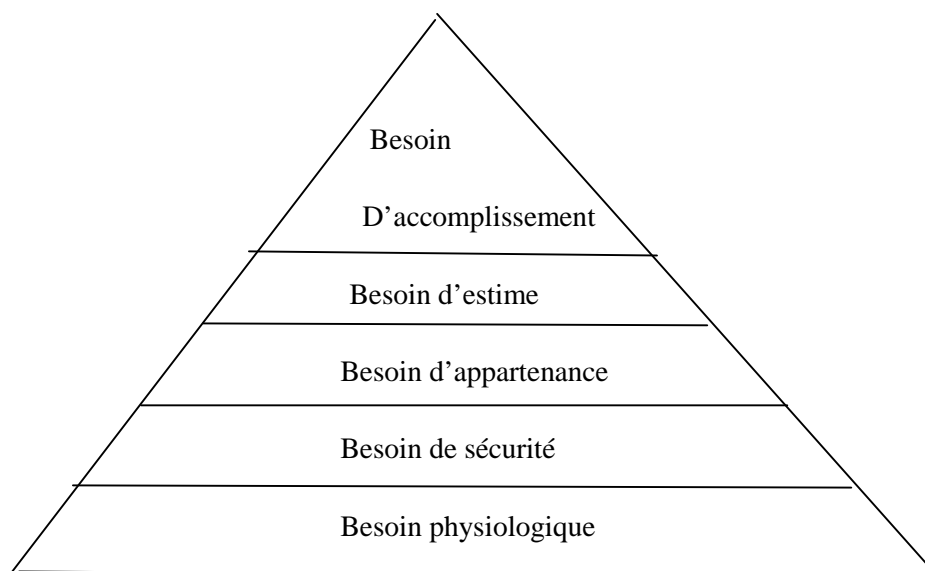 Besoin
D’accomplissement
Besoin d’estime
Besoin d’appartenance
Besoin de sécurité
Besoin physiologique